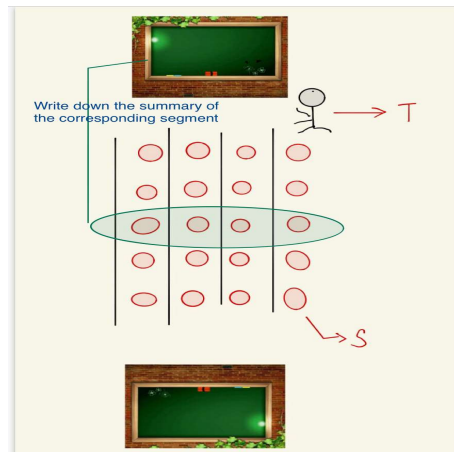 Write down the summary of
the corresponding segment
T
S